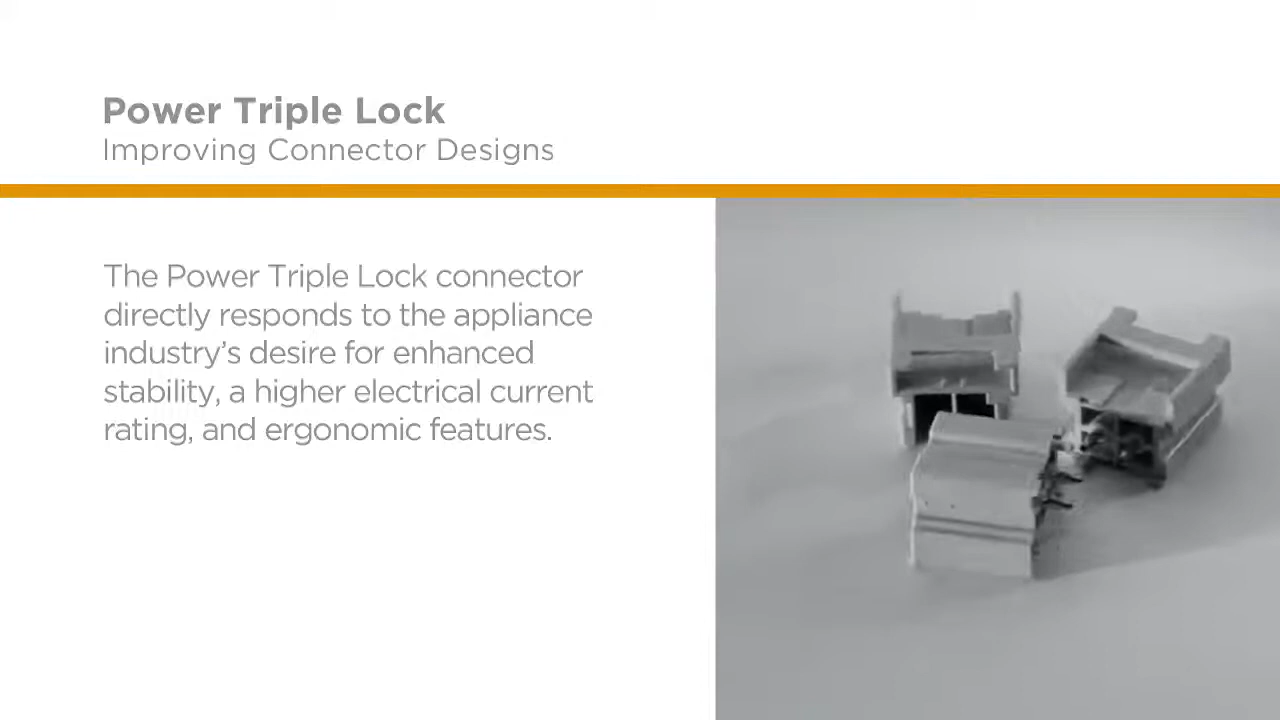 Power Triple Lock
Improving Connector Designs
The Power Triple Lock connector
directly responds to the appliance
industry’s desire for enhanced
stability, a higher electrical current
rating, and ergonomic features.